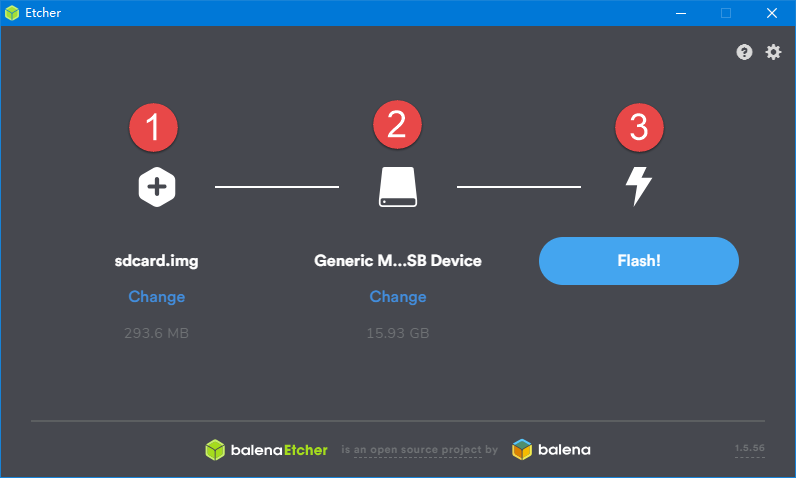 Etcher
1
2
3
sdcard.img
Generic M...SB Device
Flash!
Change
Change
293.6 MB
15.93 GB
balenaEtcher is an open source project by balena
1.5.56